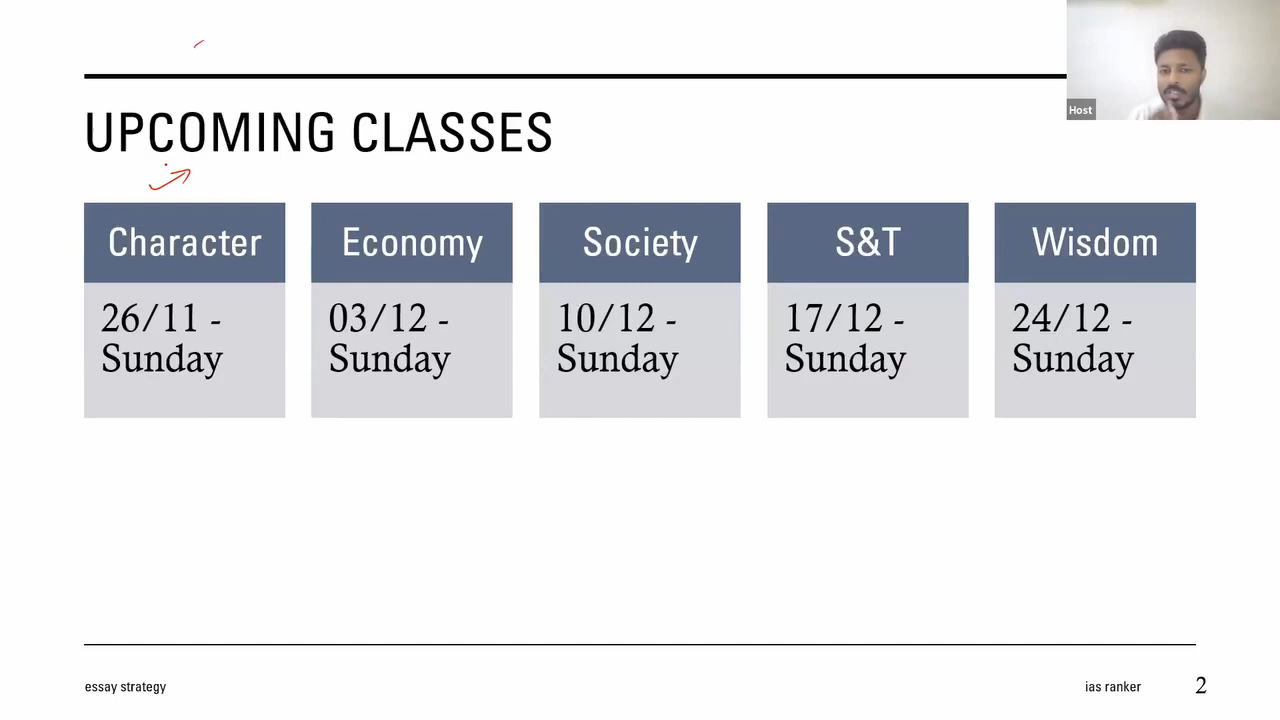 Host
UPCOMING CLASSES
Character
26/11 -
Sunday
Economy
03/12 -
Sunday
Society
10/12 -
Sunday
S&T
17/12 -
Sunday
Wisdom
24/12 -
Sunday
essay strategy
ias ranker
2